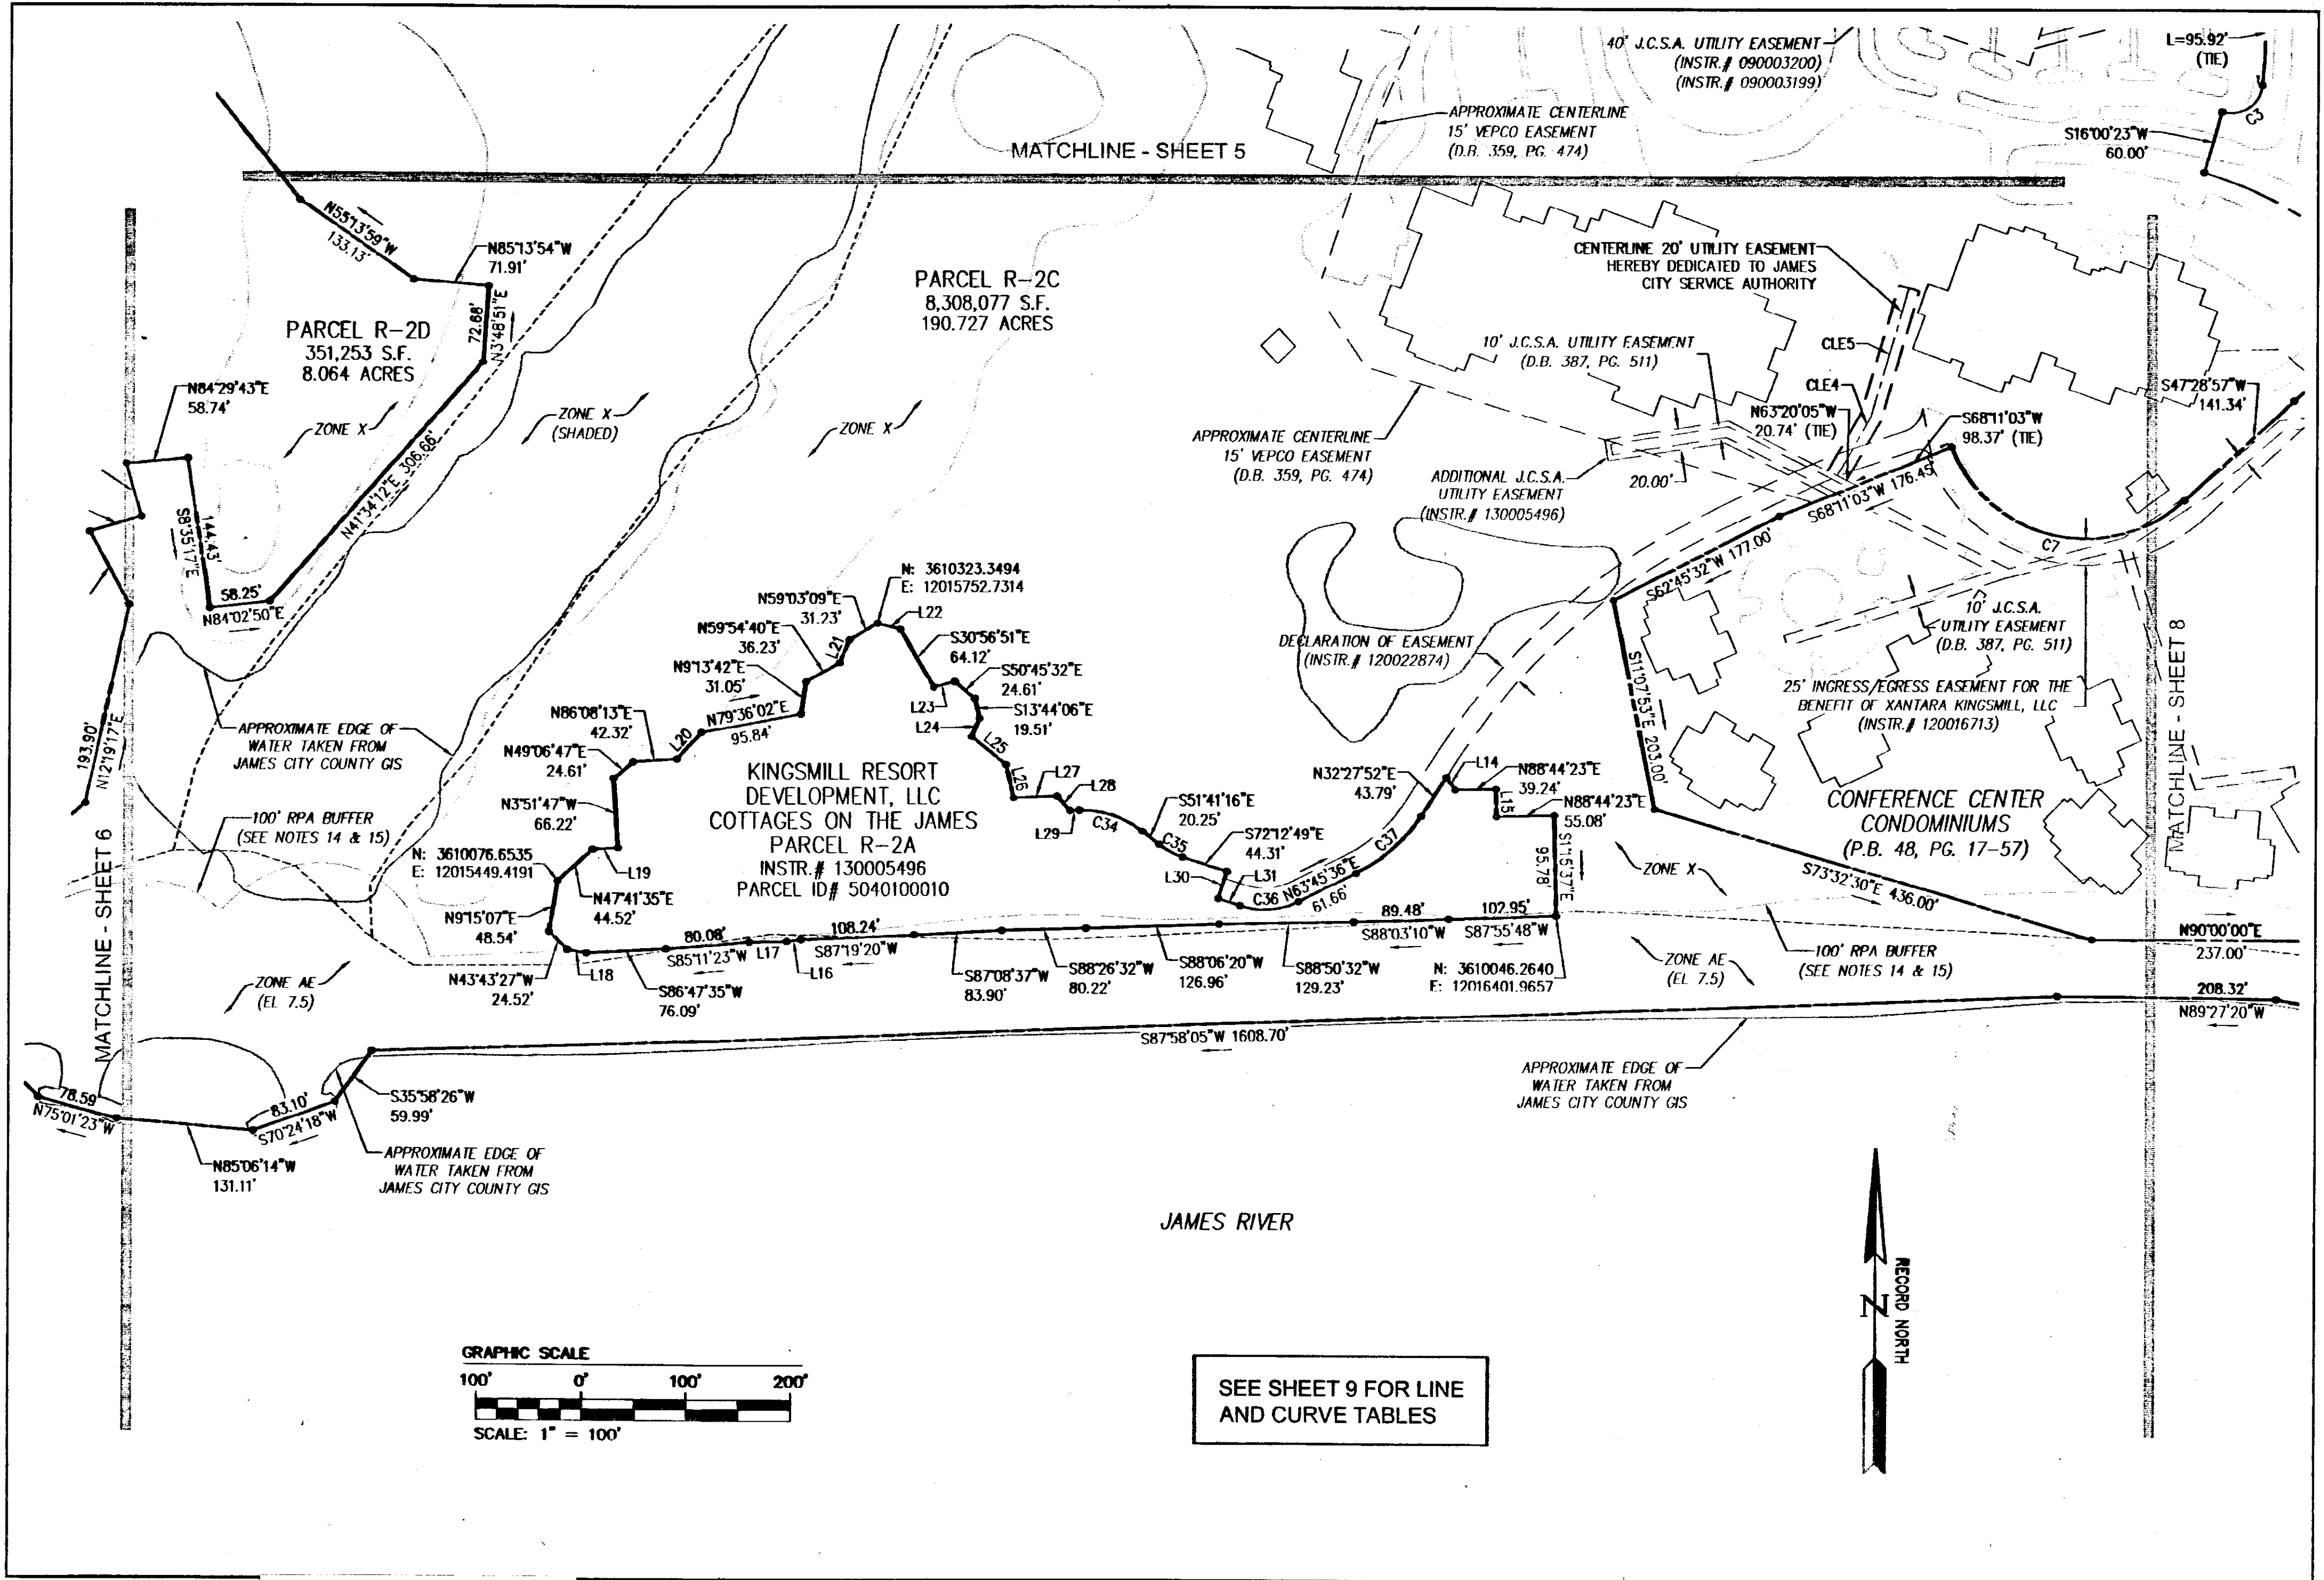 40' J.C.S.A. UTILITY EASEMENT
(INSTR.# 090003200)
(INSTR.# 090003199)
L=95.92'
(TIE)
C3
S16°00'23"W
60.00'
APPROXIMATE CENTERLINE
15' VEPCO EASEMENT
(D.B. 359, PG. 474)
MATCHLINE - SHEET 5
N55°13'59"W
133.13'
N85°13'54"W
71.91'
72.68'
N3°48'51"E
PARCEL R-2D
351,253 S.F.
8.064 ACRES
PARCEL R-2C
8,308,077 S.F.
190.727 ACRES
CENTERLINE 20' UTILITY EASEMENT
HEREBY DEDICATED TO JAMES
CITY SERVICE AUTHORITY
10' J.C.S.A. UTILITY EASEMENT
(D.B. 387, PG. 511)
CLE5
CLE4
N63°20'05"W
20.74' (TIE)
S68°11'03"W
98.37' (TIE)
S47°28'57"W
141.34'
N84°29'43"E
58.74'
ZONE X
ZONE X
(SHADED)
ZONE X
APPROXIMATE CENTERLINE
15' VEPCO EASEMENT
(D.B. 359, PG. 474)
ADDITIONAL J.C.S.A.
UTILITY EASEMENT
(INSTR.# 130005496)
20.00'
S68°11'03"W 176.45'
C7
N41°34'12"E 306.66'
144.43'
S8°35'17"E
58.25'
N84°02'50"E
S62°45'32"W 177.00'
N: 3610323.3494
E: 12015752.7314
N59°03'09"E
31.23'
L22
N59°54'40"E
36.23'
L21
S30°56'51"E
64.12'
N9°13'42"E
31.05'
S50°45'32"E
24.61'
L23
S13°44'06"E
19.51'
L24
N79°36'02"E
95.84'
N86°08'13"E
42.32'
L20
L25
N49°06'47"E
24.61'
L26
L27
L28
DECLARATION OF EASEMENT
(INSTR.# 120022874)
10' J.C.S.A.
UTILITY EASEMENT
(D.B. 387, PG. 511)
25' INGRESS/EGRESS EASEMENT FOR THE
BENEFIT OF XANTARA KINGSMILL, LLC
(INSTR.# 120016713)
S11°07'53"E 203.00'
MATCHLINE - SHEET 8
193.90'
N12°19'17"E
APPROXIMATE EDGE OF
WATER TAKEN FROM
JAMES CITY COUNTY GIS
KINGSMILL RESORT
DEVELOPMENT, LLC
COTTAGES ON THE JAMES
PARCEL R-2A
INSTR.# 130005496
PARCEL ID# 5040100010
N32°27'52"E
43.79'
L14
N88°44'23"E
39.24'
L15
N88°44'23"E
55.08'
N3°51'47"W
66.22'
L29
C34
S51°41'16"E
20.25'
C35
S72°12'49"E
44.31'
C37
CONFERENCE CENTER
CONDOMINIUMS
(P.B. 48, PG. 17-57)
100' RPA BUFFER
(SEE NOTES 14 & 15)
N: 3610076.6535
E: 12015449.4191
L19
N47°41'35"E
44.52'
L30
L31
C36
N63°45'36"E
61.66'
S1°15'37"E
95.78'
ZONE X
S73°32'30"E 436.00'
MATCHLINE - SHEET 6
N9°15'07"E
48.54'
N43°43'27"W
24.52'
L18
S86°47'35"W
76.09'
80.08'
S85°11'23"W
L17
L16
108.24'
S87°19'20"W
S87°08'37"W
83.90'
S88°26'32"W
80.22'
S88°06'20"W
126.96'
S88°50'32"W
129.23'
89.48'
S88°03'10"W
102.95'
S87°55'48"W
N: 3610046.2640
E: 12016401.9657
ZONE AE
(EL 7.5)
ZONE AE
(EL 7.5)
100' RPA BUFFER
(SEE NOTES 14 & 15)
N90°00'00"E
237.00'
208.32'
N89°27'20"W
S87°58'05"W 1608.70'
APPROXIMATE EDGE OF
WATER TAKEN FROM
JAMES CITY COUNTY GIS
78.59'
N75°01'23"W
83.10'
S70°24'18"W
S35°58'26"W
59.99'
N85°06'14"W
131.11'
APPROXIMATE EDGE OF
WATER TAKEN FROM
JAMES CITY COUNTY GIS
JAMES RIVER
N
RECORD NORTH
GRAPHIC SCALE
100' 0' 100' 200'
SCALE: 1" = 100'
SEE SHEET 9 FOR LINE
AND CURVE TABLES